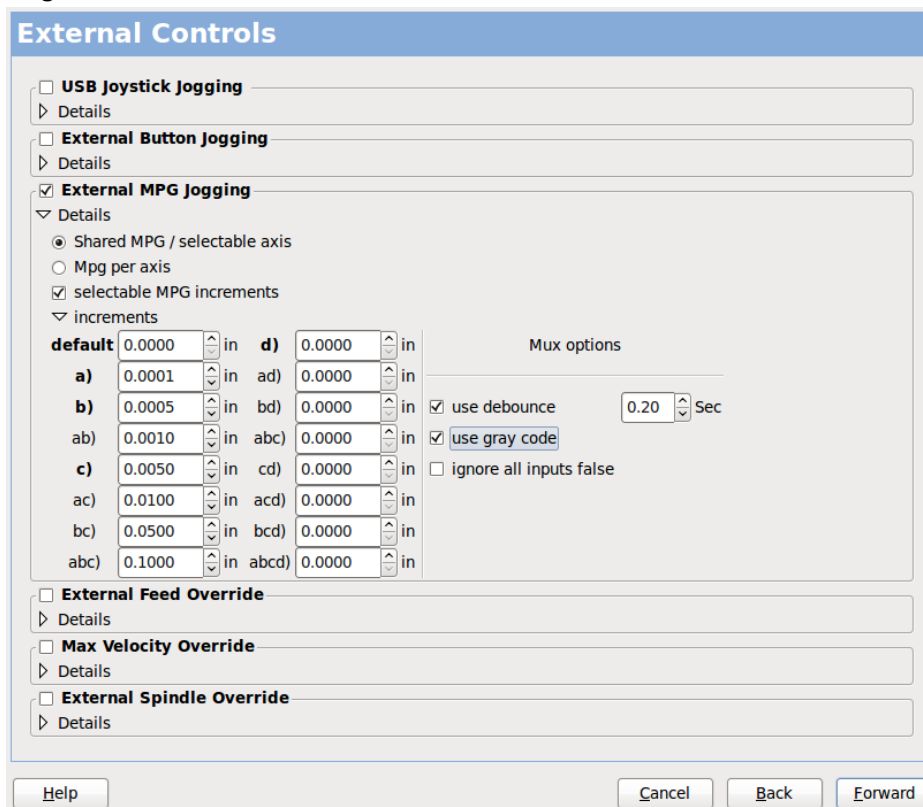 External Controls
USB Joystick Jogging
Details
External Button Jogging
Details
External MPG Jogging
Details
Shared MPG / selectable axis
Mpg per axis
selectable MPG increments
increments
default 0.0000 in d) 0.0000 in Mux options
a) 0.0001 in ad) 0.0000 in
b) 0.0005 in bd) 0.0000 in use debounce 0.20 Sec
ab) 0.0010 in abc) 0.0000 in use gray code
c) 0.0050 in cd) 0.0000 in ignore all inputs false
ac) 0.0100 in acd) 0.0000 in
bc) 0.0500 in bcd) 0.0000 in
abc) 0.1000 in abcd) 0.0000 in
External Feed Override
Details
Max Velocity Override
Details
External Spindle Override
Details
Help Cancel Back Forward